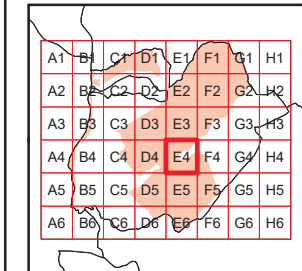 A1 B1 C1 D1 E1 F1 G1 H1
A2 B2 C2 D2 E2 F2 G2 H2
A3 B3 C3 D3 E3 F3 G3 H3
A4 B4 C4 D4 E4 F4 G4 H4
A5 B5 C5 D5 E5 F5 G5 H5
A6 B6 C6 D6 E6 F6 G6 H6